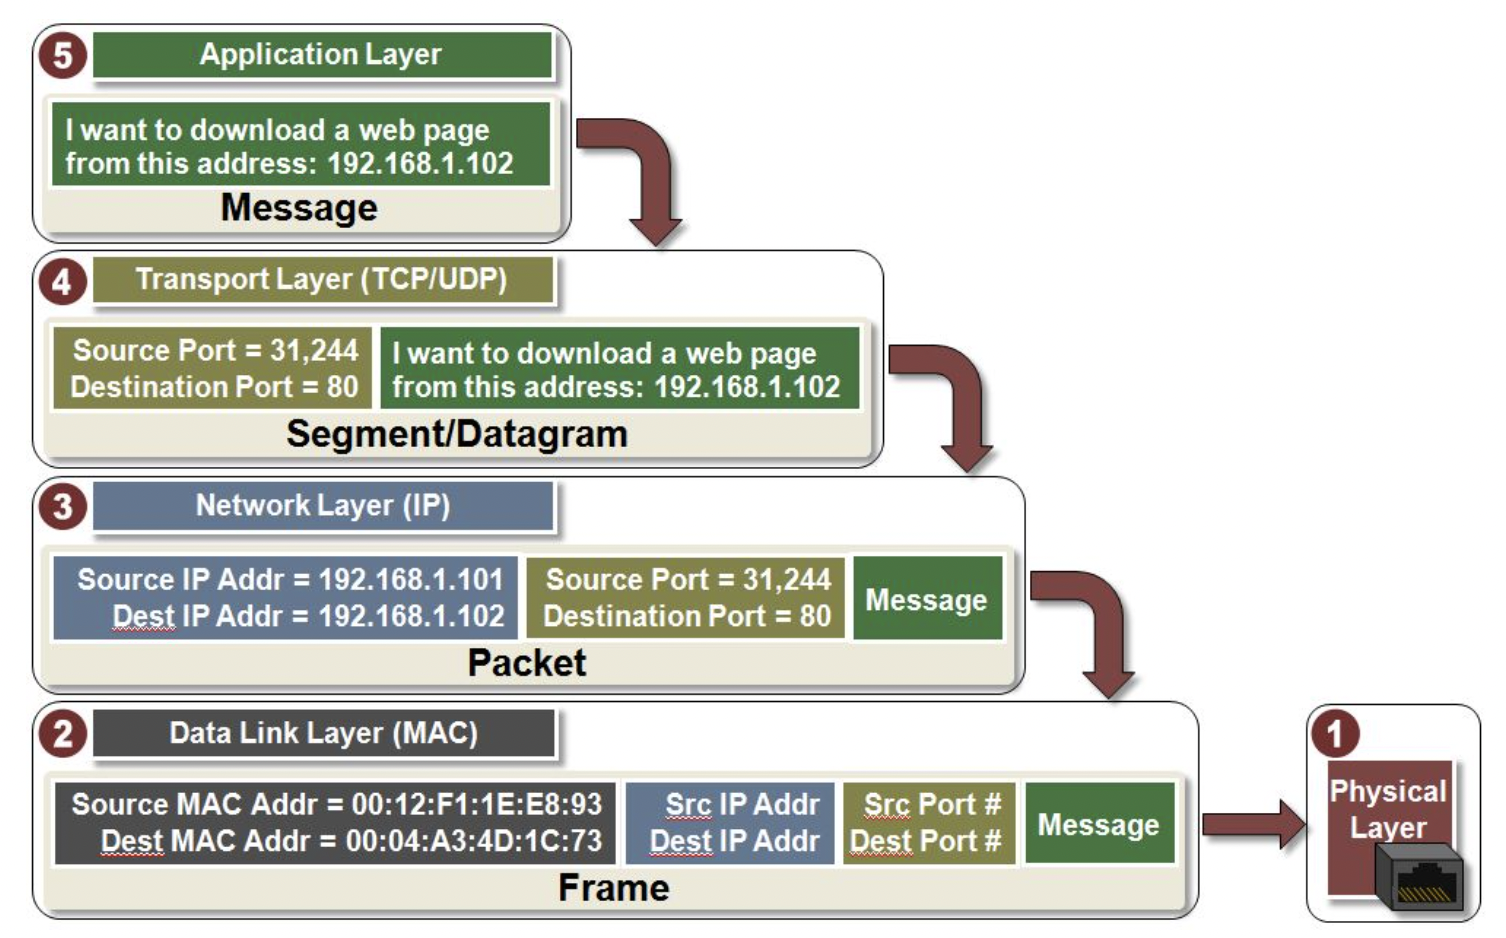 5 Application Layer
I want to download a web page
from this address: 192.168.1.102
Message
4 Transport Layer (TCP/UDP)
Source Port = 31,244
Destination Port = 80
I want to download a web page
from this address: 192.168.1.102
Segment/Datagram
3 Network Layer (IP)
Source IP Addr = 192.168.1.101
Dest IP Addr = 192.168.1.102
Source Port = 31,244
Destination Port = 80
Message
Packet
2 Data Link Layer (MAC)
Source MAC Addr = 00:12:F1:1E:E8:93
Dest MAC Addr = 00:04:A3:4D:1C:73
Src IP Addr
Dest IP Addr
Src Port #
Dest Port #
Message
Frame
1
Physical
Layer